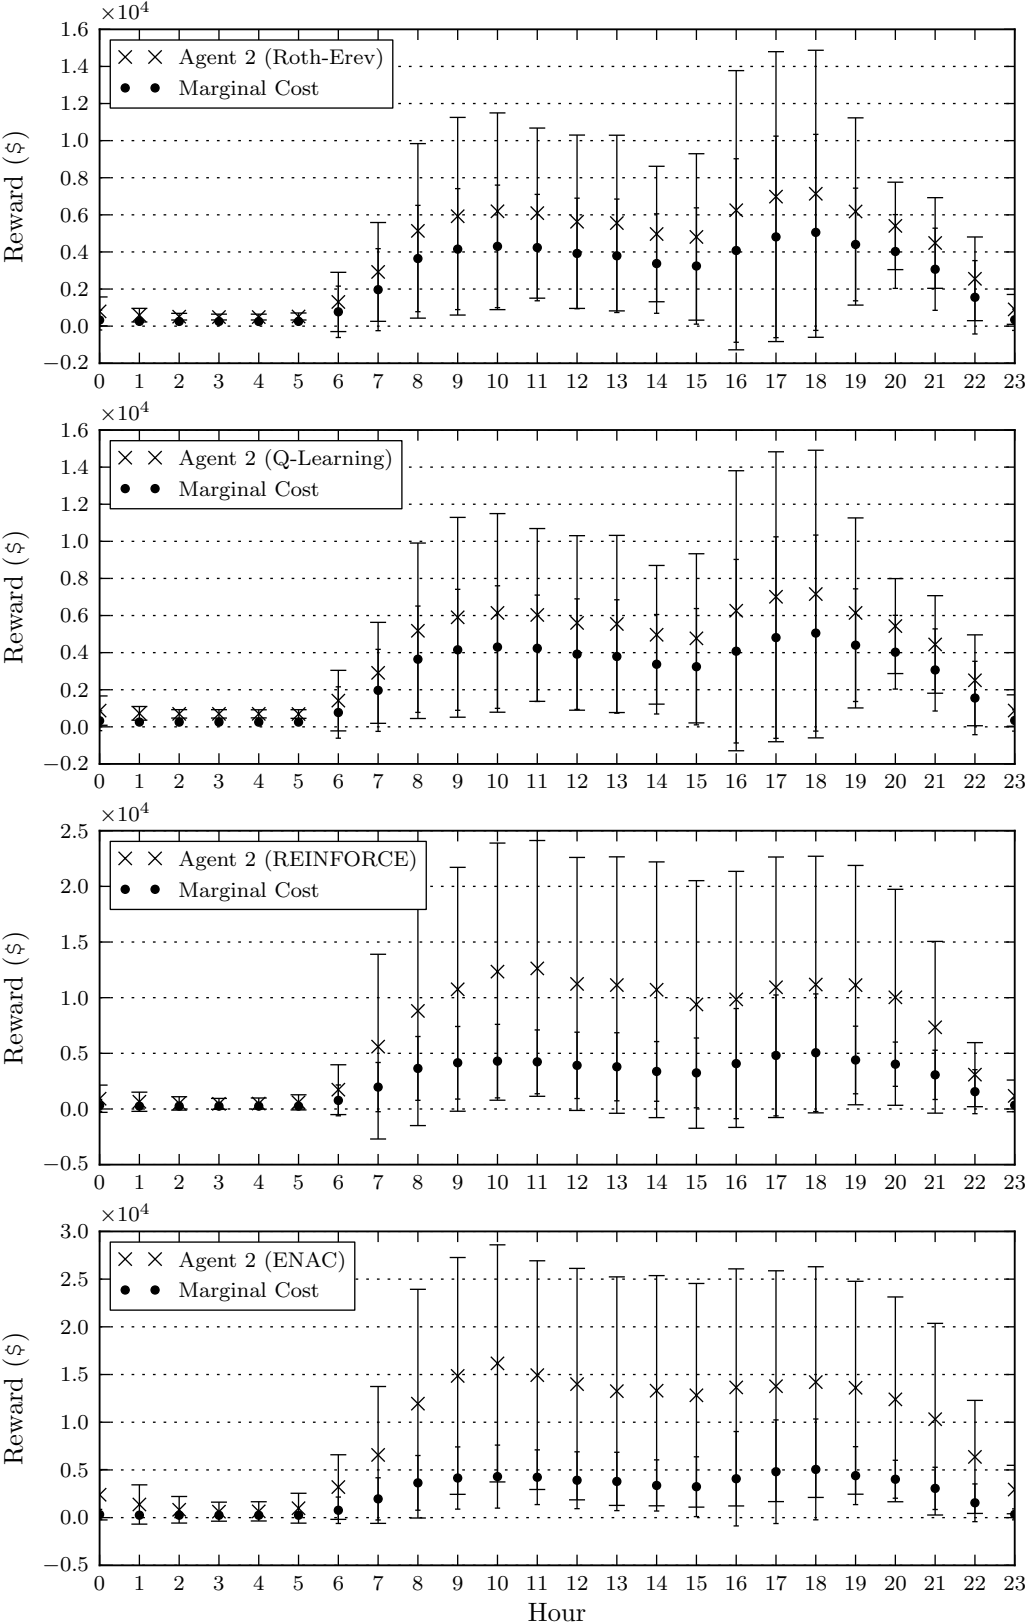 ×10⁴
1.6
1.4
1.2
1.0
0.8
0.6
0.4
0.2
0.0
−0.2
Reward ($)
Agent 2 (Roth-Erev)
Marginal Cost
0 1 2 3 4 5 6 7 8 9 10 11 12 13 14 15 16 17 18 19 20 21 22 23
×10⁴
1.6
1.4
1.2
1.0
0.8
0.6
0.4
0.2
0.0
−0.2
Reward ($)
Agent 2 (Q-Learning)
Marginal Cost
0 1 2 3 4 5 6 7 8 9 10 11 12 13 14 15 16 17 18 19 20 21 22 23
×10⁴
2.5
2.0
1.5
1.0
0.5
0.0
−0.5
Reward ($)
Agent 2 (REINFORCE)
Marginal Cost
0 1 2 3 4 5 6 7 8 9 10 11 12 13 14 15 16 17 18 19 20 21 22 23
×10⁴
3.0
2.5
2.0
1.5
1.0
0.5
0.0
−0.5
Reward ($)
Agent 2 (ENAC)
Marginal Cost
0 1 2 3 4 5 6 7 8 9 10 11 12 13 14 15 16 17 18 19 20 21 22 23
Hour